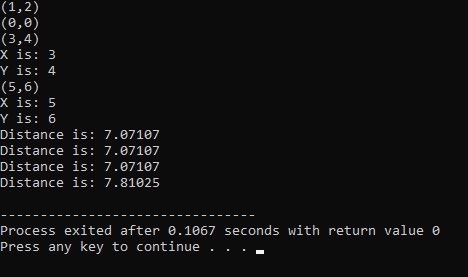 (1,2)
(0,0)
(3,4)
X is: 3
Y is: 4
(5,6)
X is: 5
Y is: 6
Distance is: 7.07107
Distance is: 7.07107
Distance is: 7.07107
Distance is: 7.81025
--------------------------------
Process exited after 0.1067 seconds with return value 0
Press any key to continue . . .